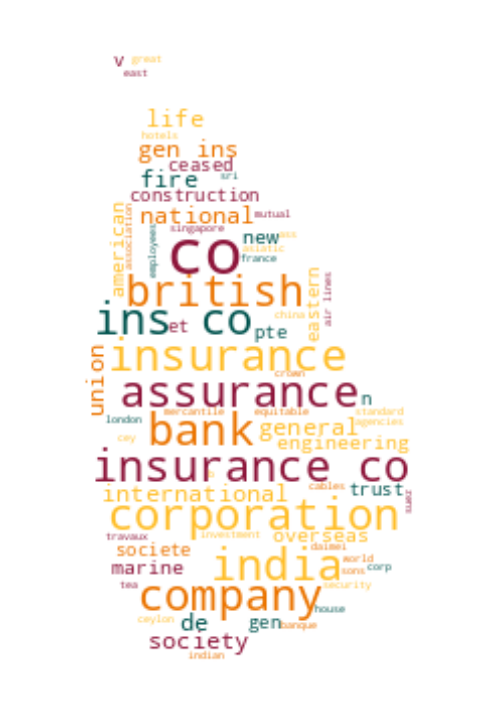 v great
east
life
hotels
gen ins
ceased
fire sri
construction
american
association
national mutual
singapore
employees
new ass
asiatic
co france
british
eastern
air lines
ins co
et
china
pte
insurance
union
crown
assurance n
mercantile equitable standard
london agencies
bank general
cey engineering
insurance co
international cables trust
suez
corporation
travaux investment overseas
societe daimei
india world
marine sons corp
tea security
company house
ceylon de gen banque
society
indian